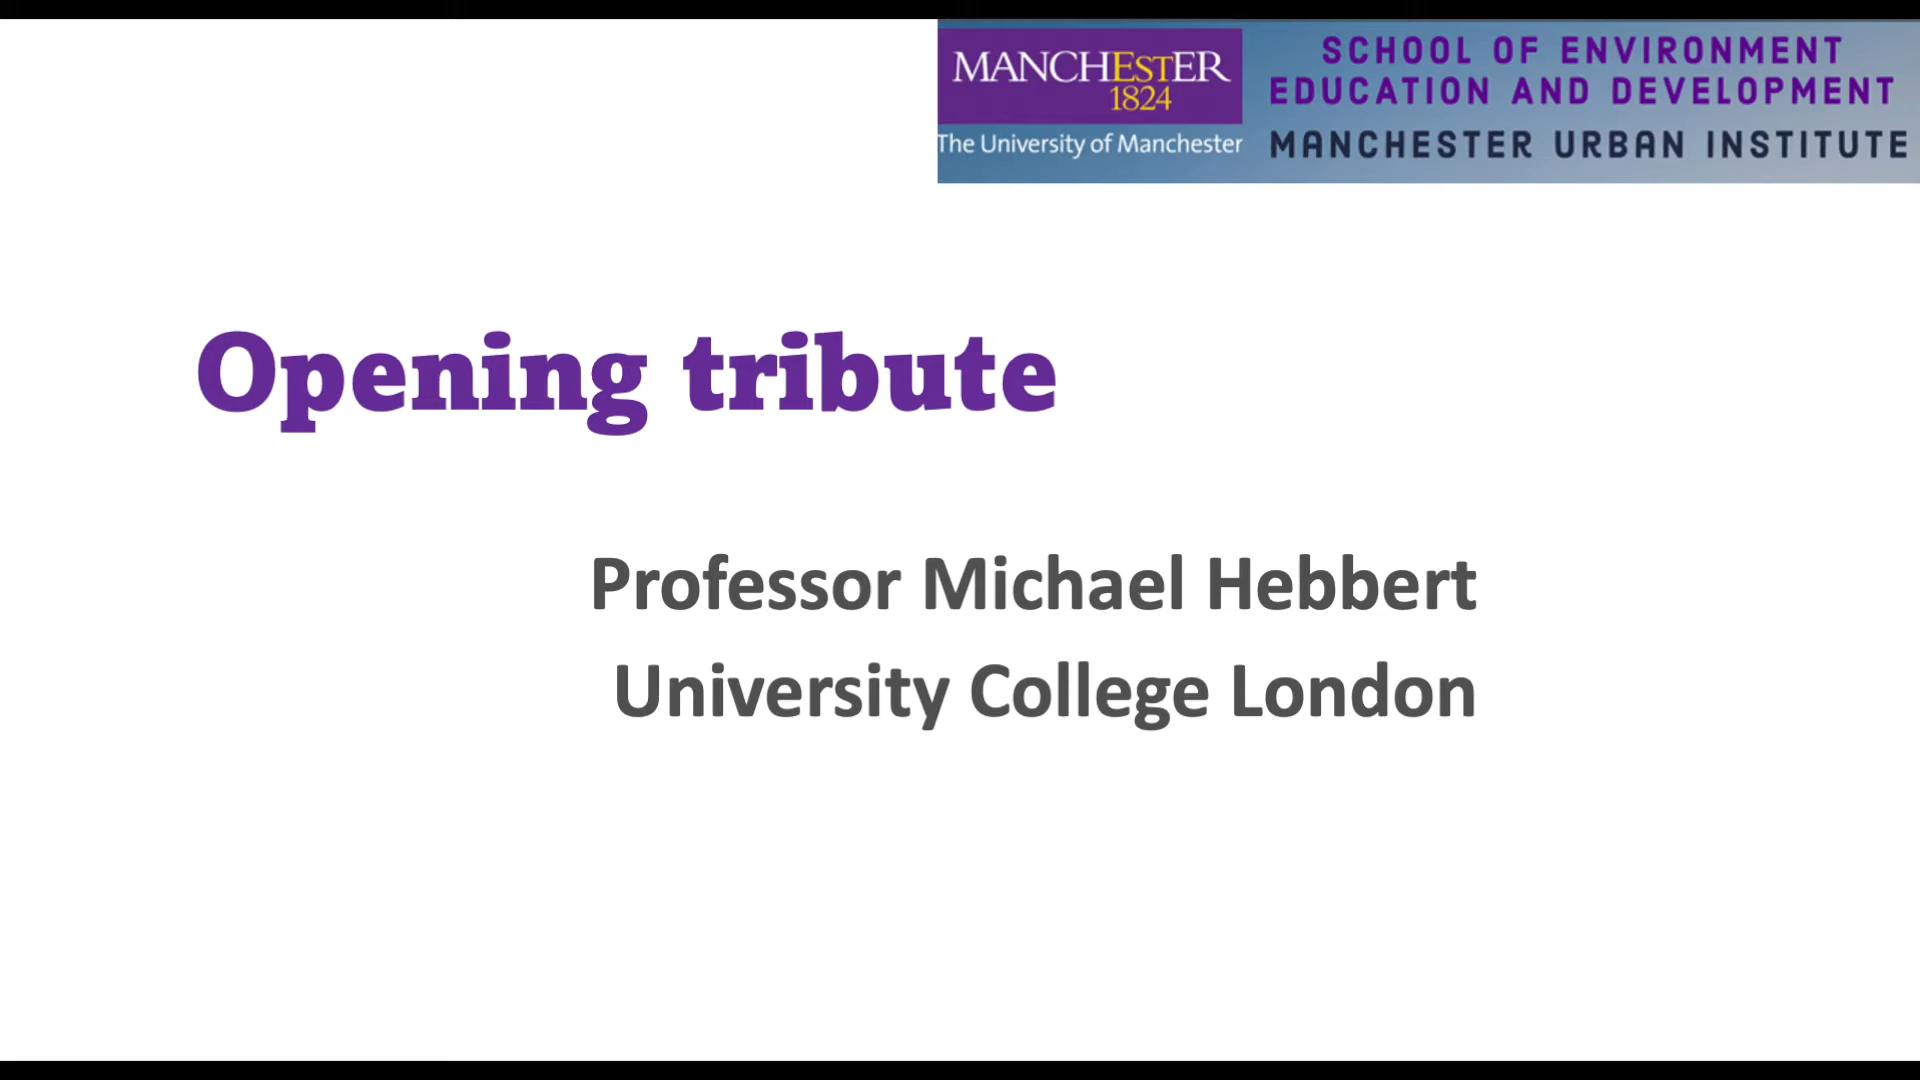 MANCHESTER
1824
The University of Manchester
SCHOOL OF ENVIRONMENT
EDUCATION AND DEVELOPMENT
MANCHESTER URBAN INSTITUTE
Opening tribute
Professor Michael Hebbert
University College London